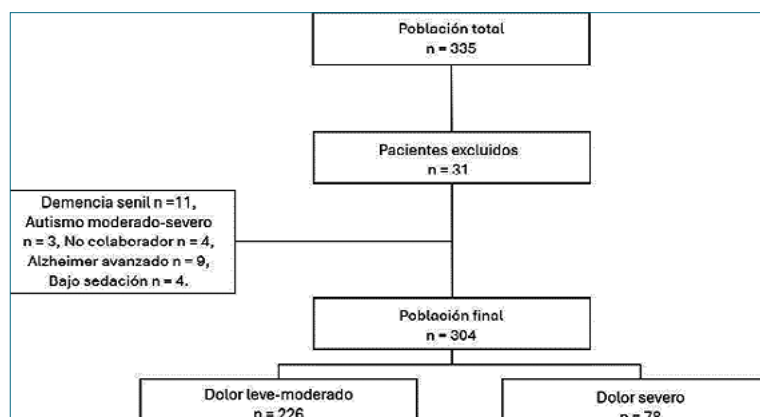 Población total
n = 335
Pacientes excluidos
n = 31
Demencia senil n =11,
Autismo moderado-severo
n = 3, No colaborador n = 4,
Alzheimer avanzado n = 9,
Bajo sedación n = 4.
Población final
n = 304
Dolor leve-moderado
n = 226
Dolor severo
n = 78